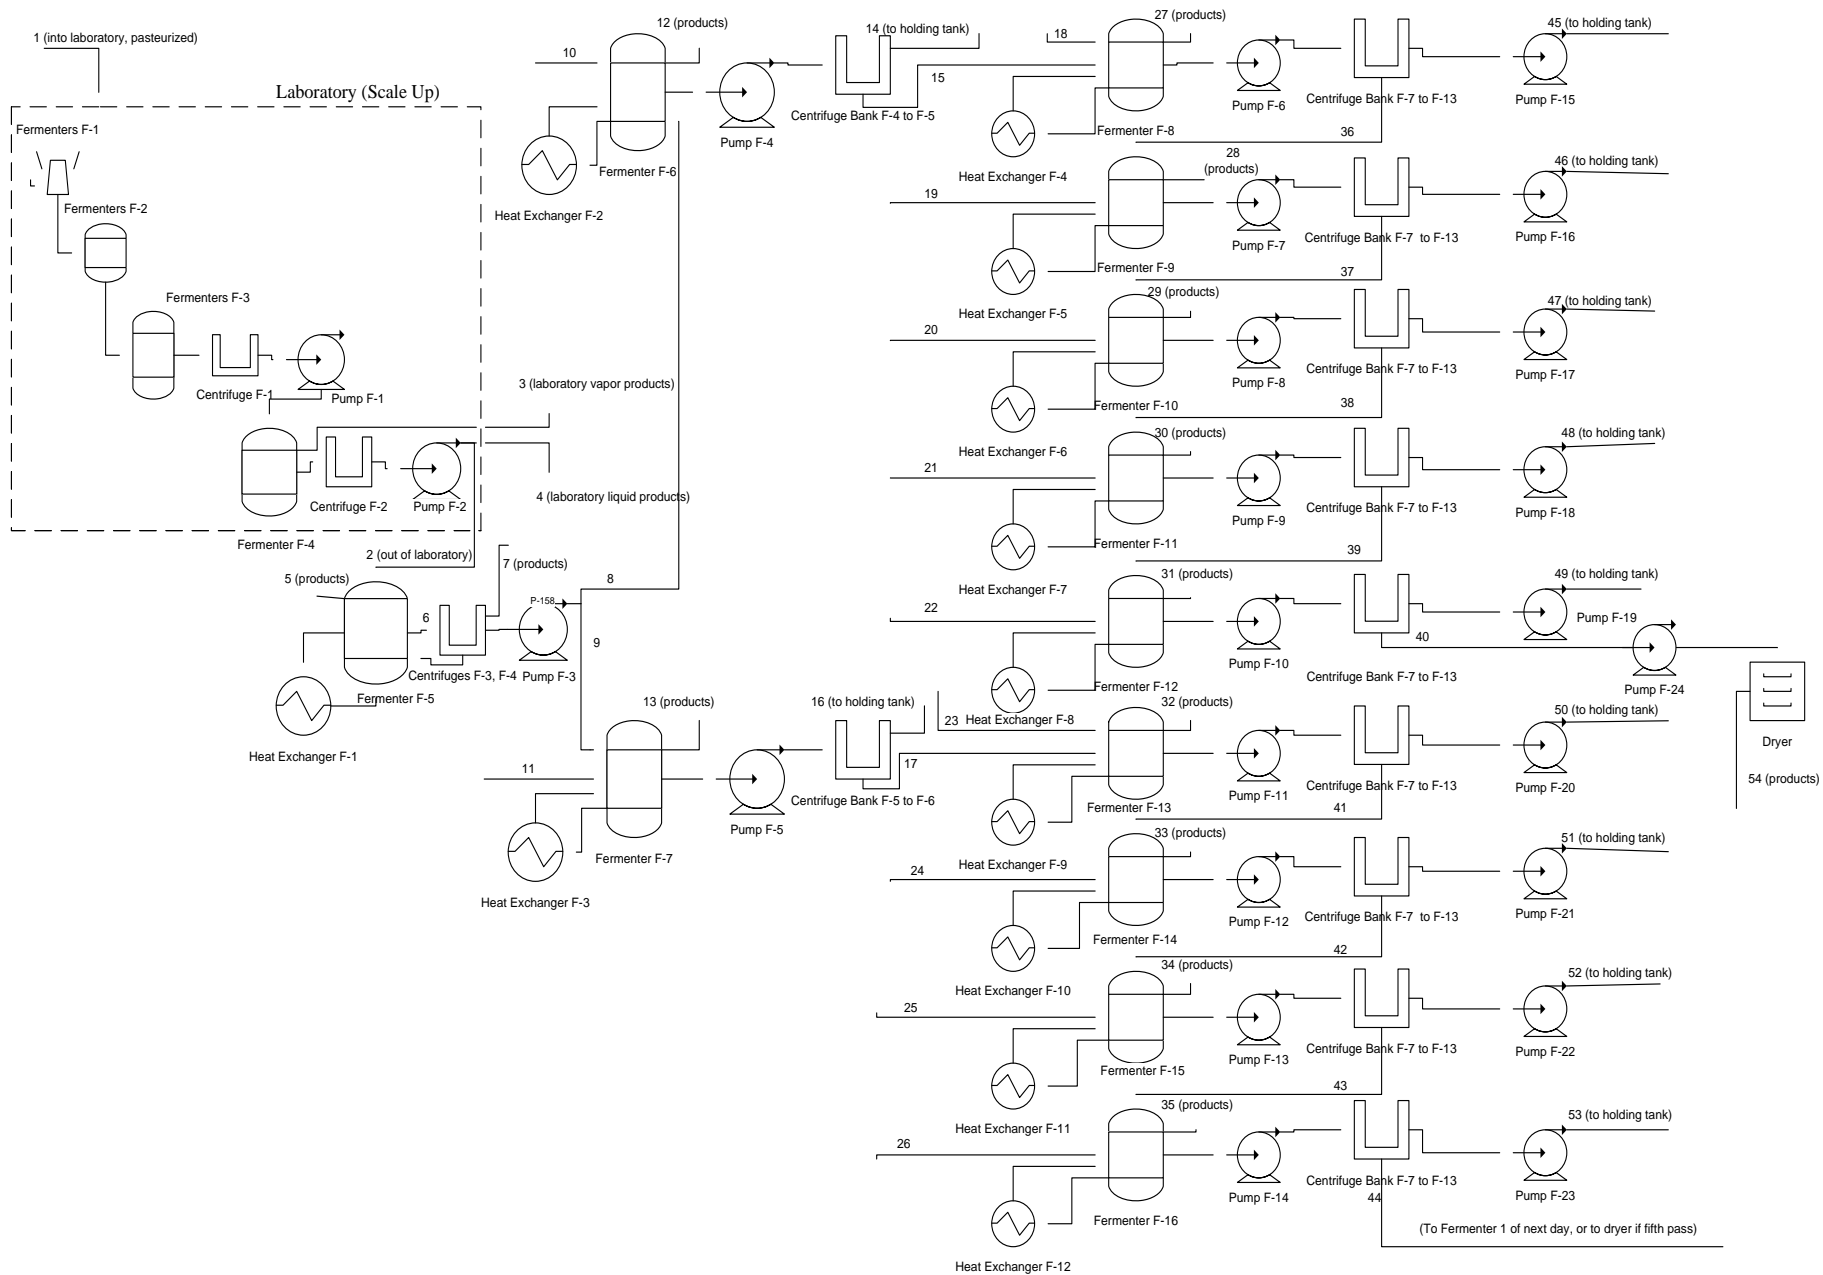 1 (into laboratory, pasteurized)
Laboratory (Scale Up)
Fermenters F-1
Fermenters F-2
Fermenters F-3
Centrifuge F-1
Pump F-1
3 (laboratory vapor products)
Centrifuge F-2
Pump F-2
4 (laboratory liquid products)
Fermenter F-4
2 (out of laboratory)
7 (products)
5 (products)
6
P-158
8
9
Centrifuges F-3, F-4
Pump F-3
Fermenter F-5
Heat Exchanger F-1
10
12 (products)
Fermenter F-6
Heat Exchanger F-2
Pump F-4
14 (to holding tank)
15
Centrifuge Bank F-4 to F-5
11
13 (products)
Fermenter F-7
Heat Exchanger F-3
Pump F-5
16 (to holding tank)
17
Centrifuge Bank F-5 to F-6
18
27 (products)
Pump F-6
Centrifuge Bank F-7 to F-13
45 (to holding tank)
Pump F-15
Fermenter F-8
36
Heat Exchanger F-4
19
28
(products)
Pump F-7
Centrifuge Bank F-7 to F-13
46 (to holding tank)
Pump F-16
Fermenter F-9
37
Heat Exchanger F-5
20
29 (products)
Pump F-8
Centrifuge Bank F-7 to F-13
47 (to holding tank)
Pump F-17
Fermenter F-10
38
Heat Exchanger F-6
21
30 (products)
Pump F-9
Centrifuge Bank F-7 to F-13
48 (to holding tank)
Pump F-18
Fermenter F-11
39
Heat Exchanger F-7
22
31 (products)
Pump F-10
Centrifuge Bank F-7 to F-13
49 (to holding tank)
Pump F-19
40
Pump F-24
Fermenter F-12
Heat Exchanger F-8
Dryer
54 (products)
23
32 (products)
Pump F-11
Centrifuge Bank F-7 to F-13
50 (to holding tank)
Pump F-20
Fermenter F-13
41
Heat Exchanger F-9
24
33 (products)
Pump F-12
Centrifuge Bank F-7 to F-13
51 (to holding tank)
Pump F-21
Fermenter F-14
42
Heat Exchanger F-10
25
34 (products)
Pump F-13
Centrifuge Bank F-7 to F-13
52 (to holding tank)
Pump F-22
Fermenter F-15
43
Heat Exchanger F-11
26
35 (products)
Pump F-14
Centrifuge Bank F-7 to F-13
53 (to holding tank)
Pump F-23
44
Fermenter F-16
(To Fermenter 1 of next day, or to dryer if fifth pass)
Heat Exchanger F-12